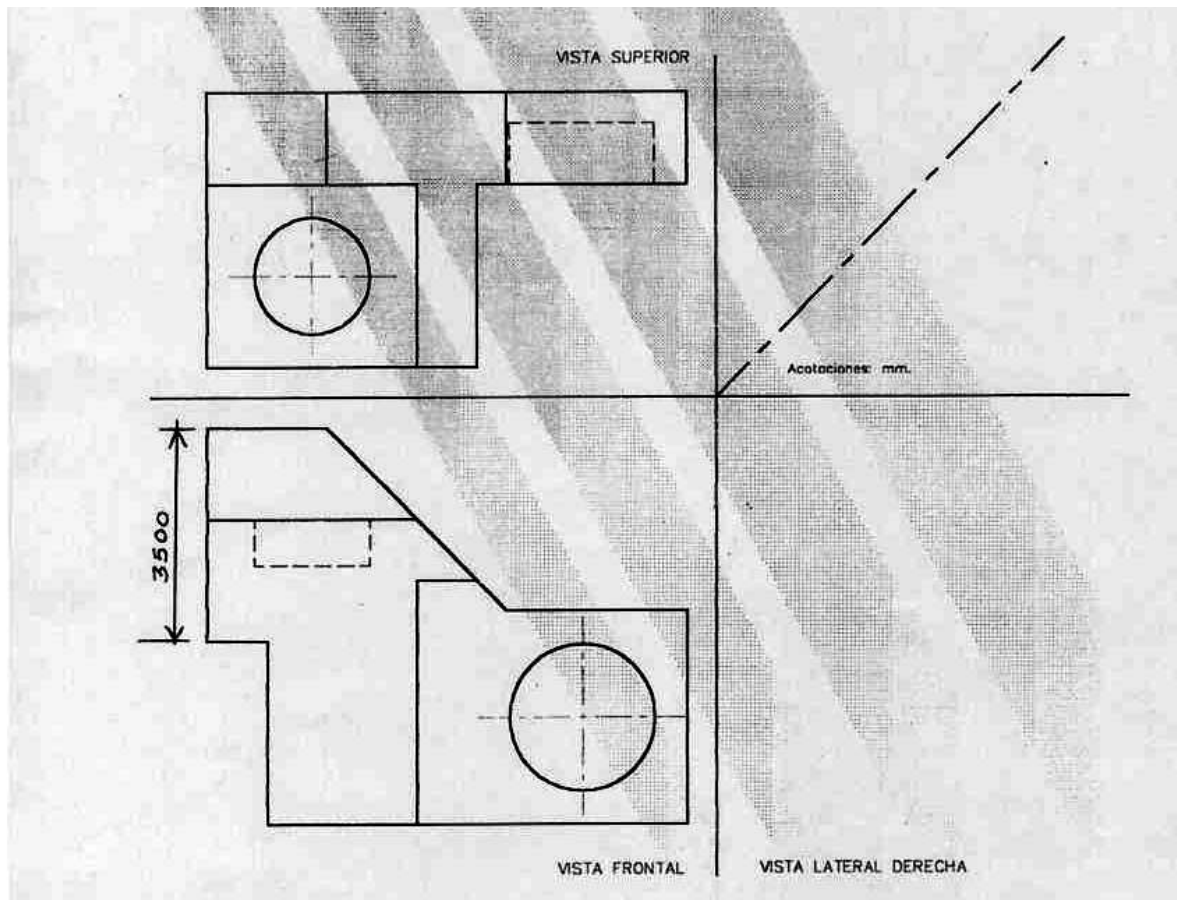 VISTA SUPERIOR
Acotaciones: mm.
3500
VISTA FRONTAL
VISTA LATERAL DERECHA